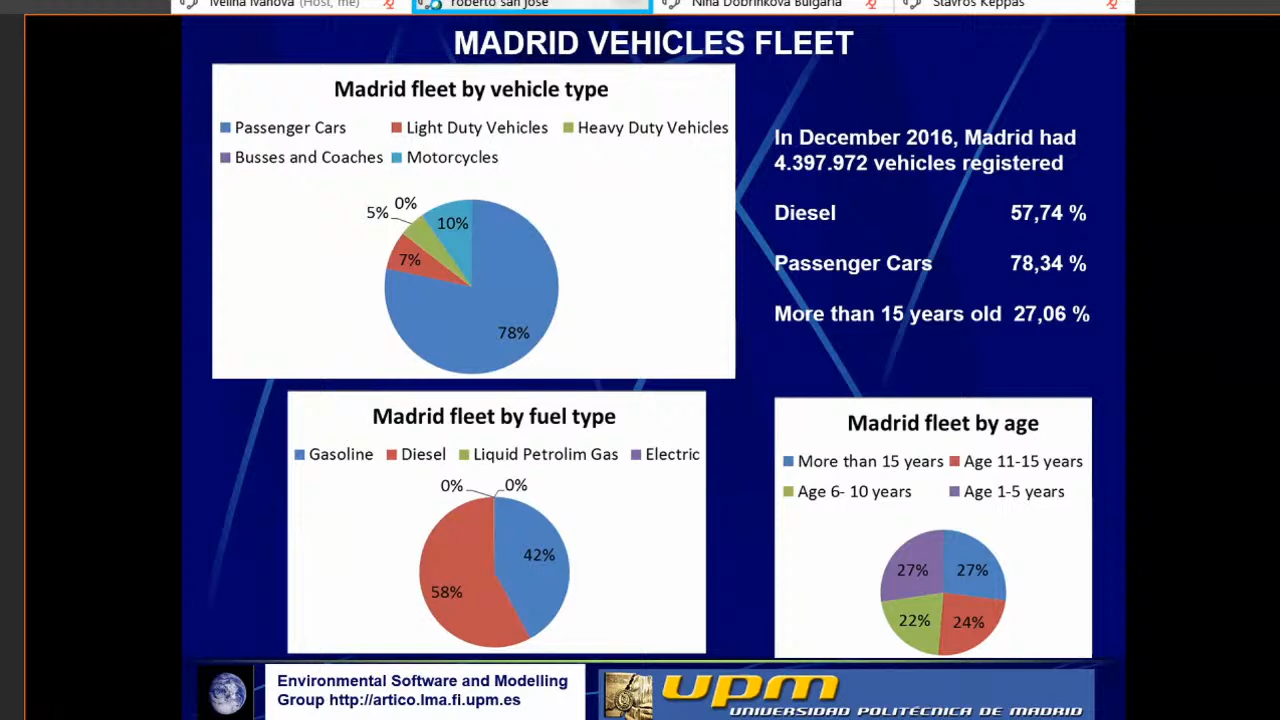 Ivelina Ivanova (Host, me)
roberto san jose
Nina Dobrinkova Bulgaria
Stavros Keppas
MADRID VEHICLES FLEET
Madrid fleet by vehicle type
Passenger Cars
Light Duty Vehicles
Heavy Duty Vehicles
Busses and Coaches
Motorcycles
5%
0%
10%
7%
78%
In December 2016, Madrid had
4.397.972 vehicles registered
Diesel 57,74 %
Passenger Cars 78,34 %
More than 15 years old 27,06 %
Madrid fleet by fuel type
Gasoline
Diesel
Liquid Petrolim Gas
Electric
0%
0%
42%
58%
Madrid fleet by age
More than 15 years
Age 11-15 years
Age 6- 10 years
Age 1-5 years
27%
27%
22%
24%
Environmental Software and Modelling
Group http://artico.lma.fi.upm.es
upm
UNIVERSIDAD POLITÉCNICA DE MADRID